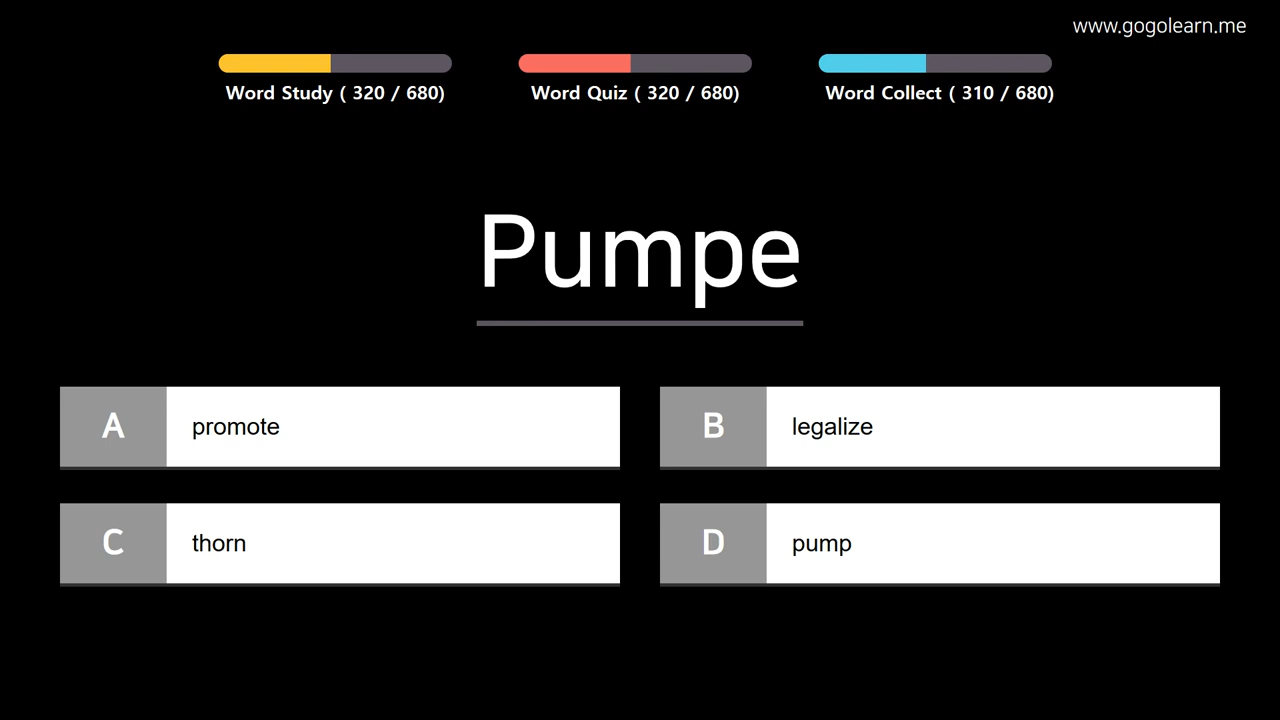 www.gogolearn.me
Word Study ( 320 / 680)
Word Quiz ( 320 / 680)
Word Collect ( 310 / 680)
Pumpe
A promote
B legalize
C thorn
D pump